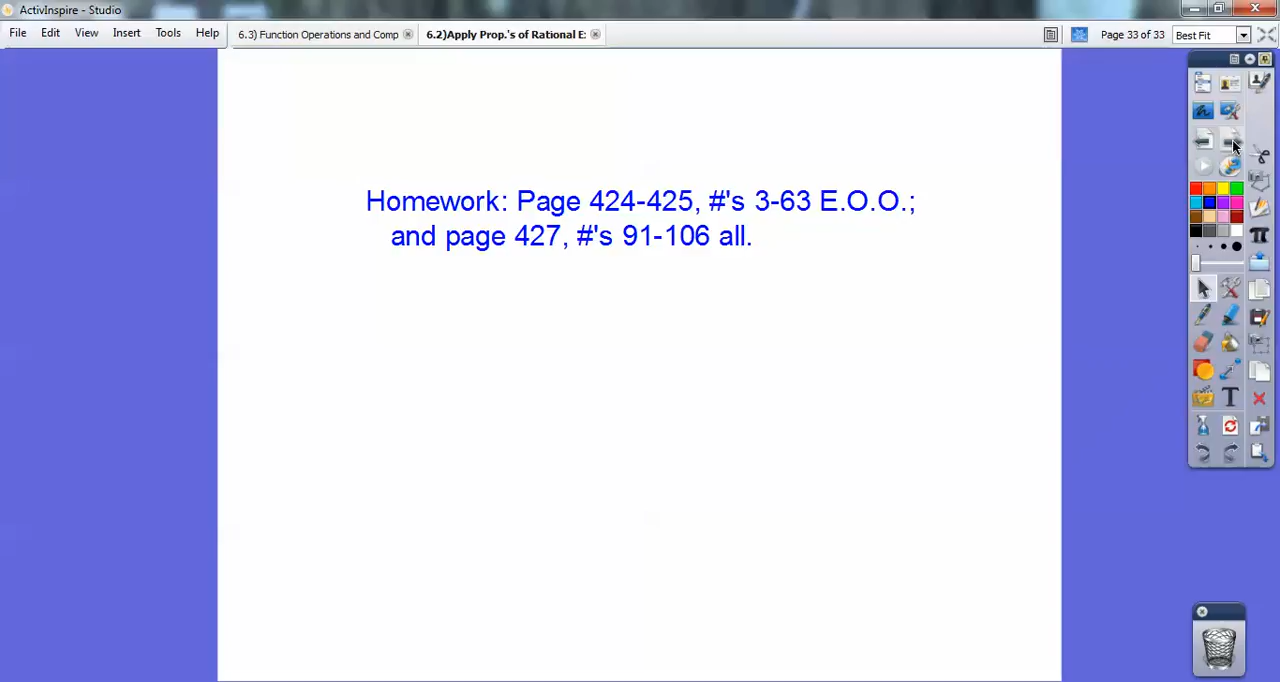 ActivInspire - Studio
File Edit View Insert Tools Help
6.3) Function Operations and Comp
6.2)Apply Prop.'s of Rational E:
Page 33 of 33
Best Fit
Homework: Page 424-425, #'s 3-63 E.O.O.;
and page 427, #'s 91-106 all.